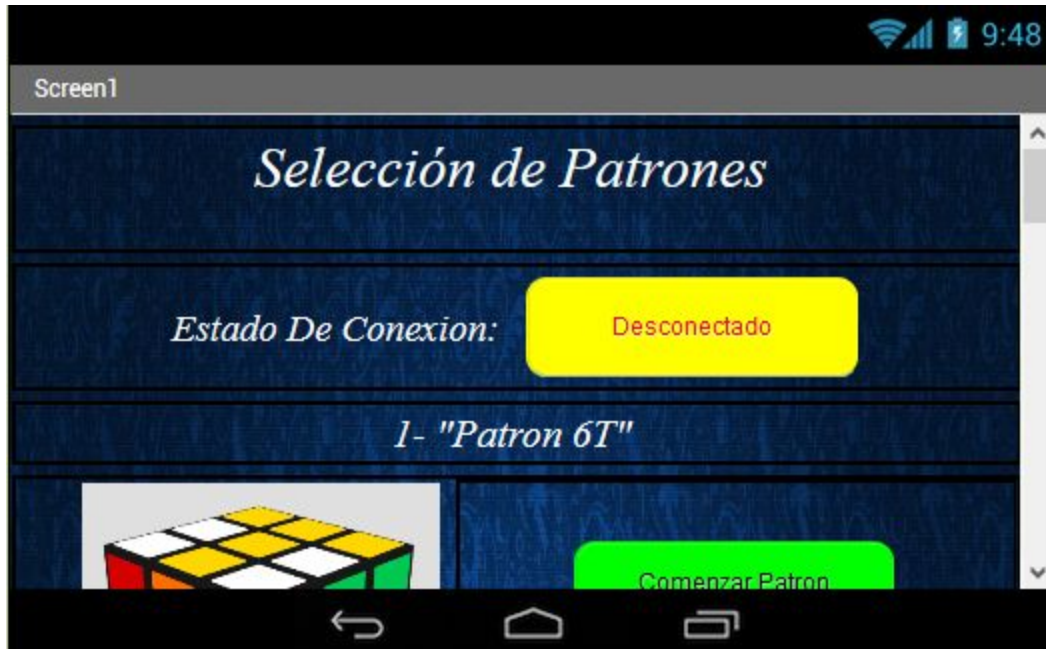 9:48
Screen1
Selección de Patrones
Estado De Conexion:
Desconectado
1- "Patron 6T"
Comenzar Patron